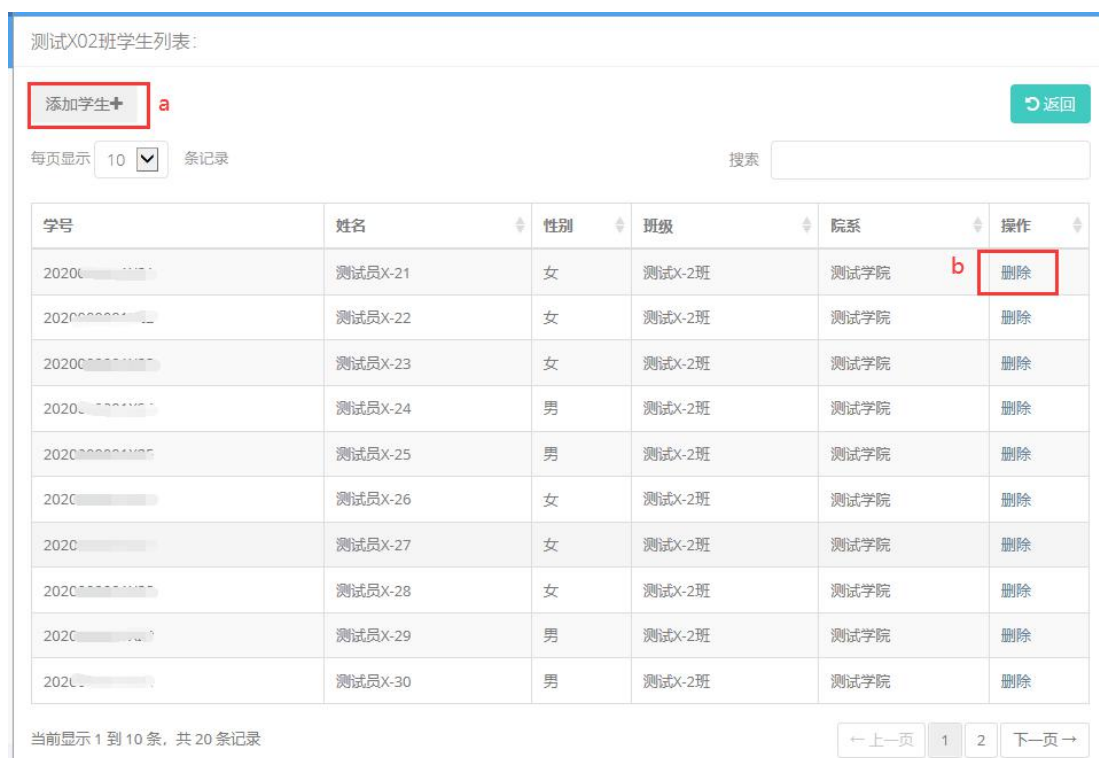 测试X02班学生列表:
添加学生+ a 返回
每页显示 10 条记录 搜索
学号 姓名 性别 班级 院系 操作
2020 测试员X-21 女 测试X-2班 测试学院 b 删除
2020 测试员X-22 女 测试X-2班 测试学院 删除
2020 测试员X-23 女 测试X-2班 测试学院 删除
2020 测试员X-24 男 测试X-2班 测试学院 删除
2020 测试员X-25 男 测试X-2班 测试学院 删除
2020 测试员X-26 女 测试X-2班 测试学院 删除
2020 测试员X-27 女 测试X-2班 测试学院 删除
2020 测试员X-28 女 测试X-2班 测试学院 删除
2020 测试员X-29 男 测试X-2班 测试学院 删除
202 测试员X-30 男 测试X-2班 测试学院 删除
当前显示 1 到 10 条, 共 20 条记录 ← 上一页 1 2 下一页 →